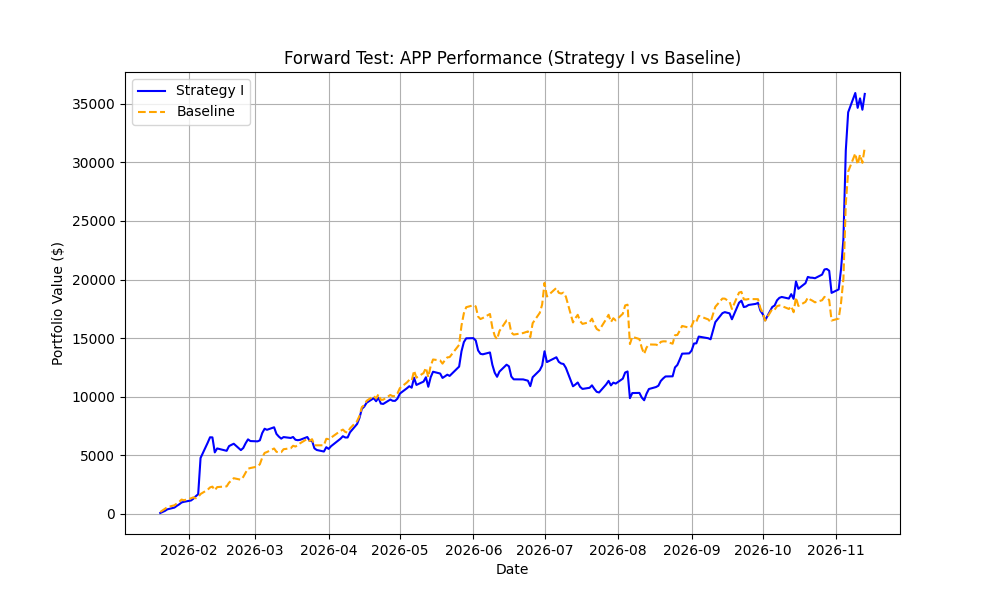 Forward Test: APP Performance (Strategy I vs Baseline)
Strategy I
Baseline
Portfolio Value ($)
35000
30000
25000
20000
15000
10000
5000
0
2026-02 2026-03 2026-04 2026-05 2026-06 2026-07 2026-08 2026-09 2026-10 2026-11
Date